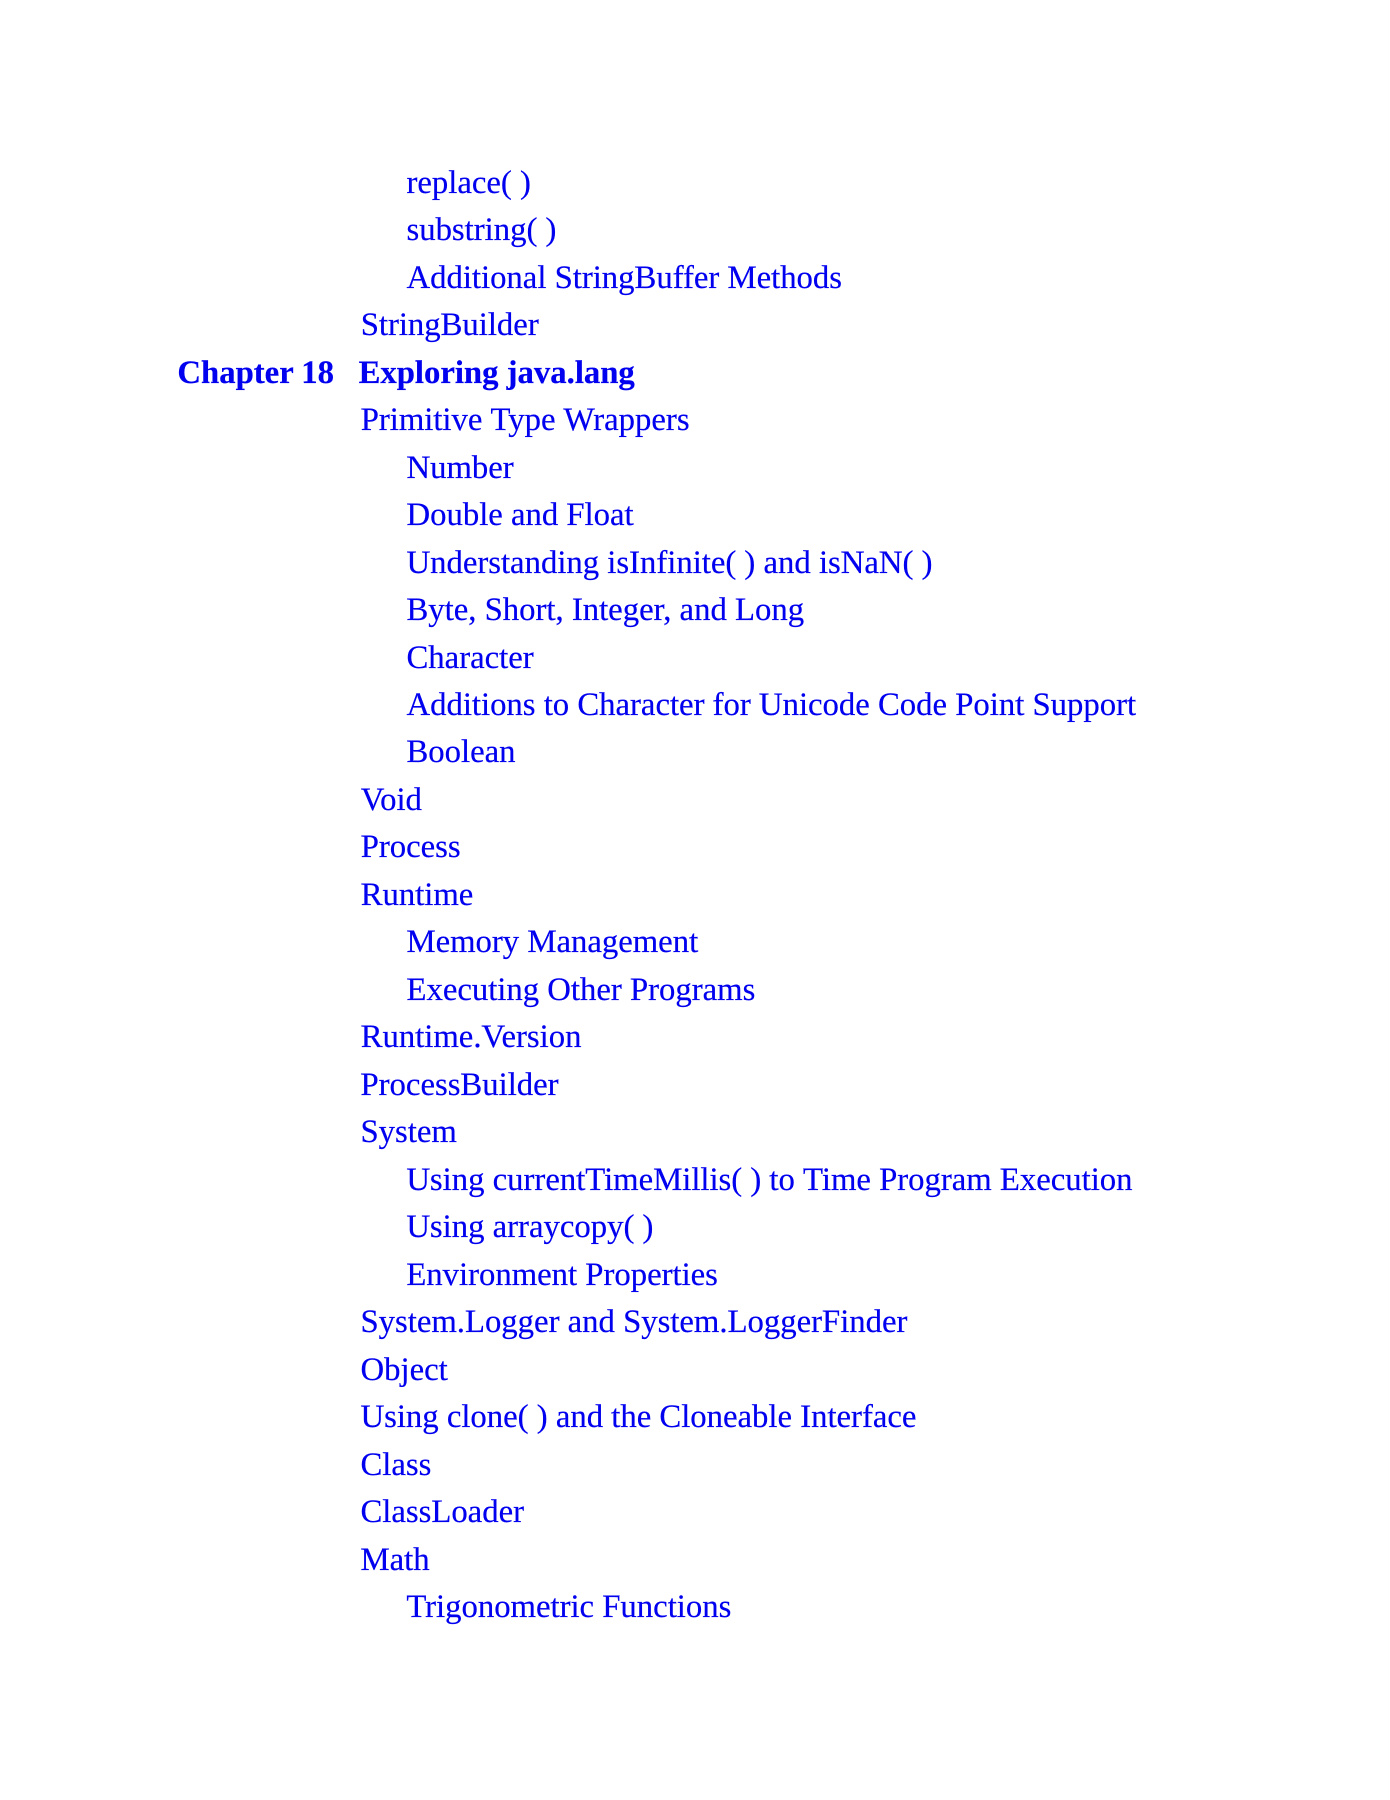 replace( )
substring( )
Additional StringBuffer Methods
StringBuilder
Chapter 18 Exploring java.lang
Primitive Type Wrappers
Number
Double and Float
Understanding isInfinite( ) and isNaN( )
Byte, Short, Integer, and Long
Character
Additions to Character for Unicode Code Point Support
Boolean
Void
Process
Runtime
Memory Management
Executing Other Programs
Runtime.Version
ProcessBuilder
System
Using currentTimeMillis( ) to Time Program Execution
Using arraycopy( )
Environment Properties
System.Logger and System.LoggerFinder
Object
Using clone( ) and the Cloneable Interface
Class
ClassLoader
Math
Trigonometric Functions